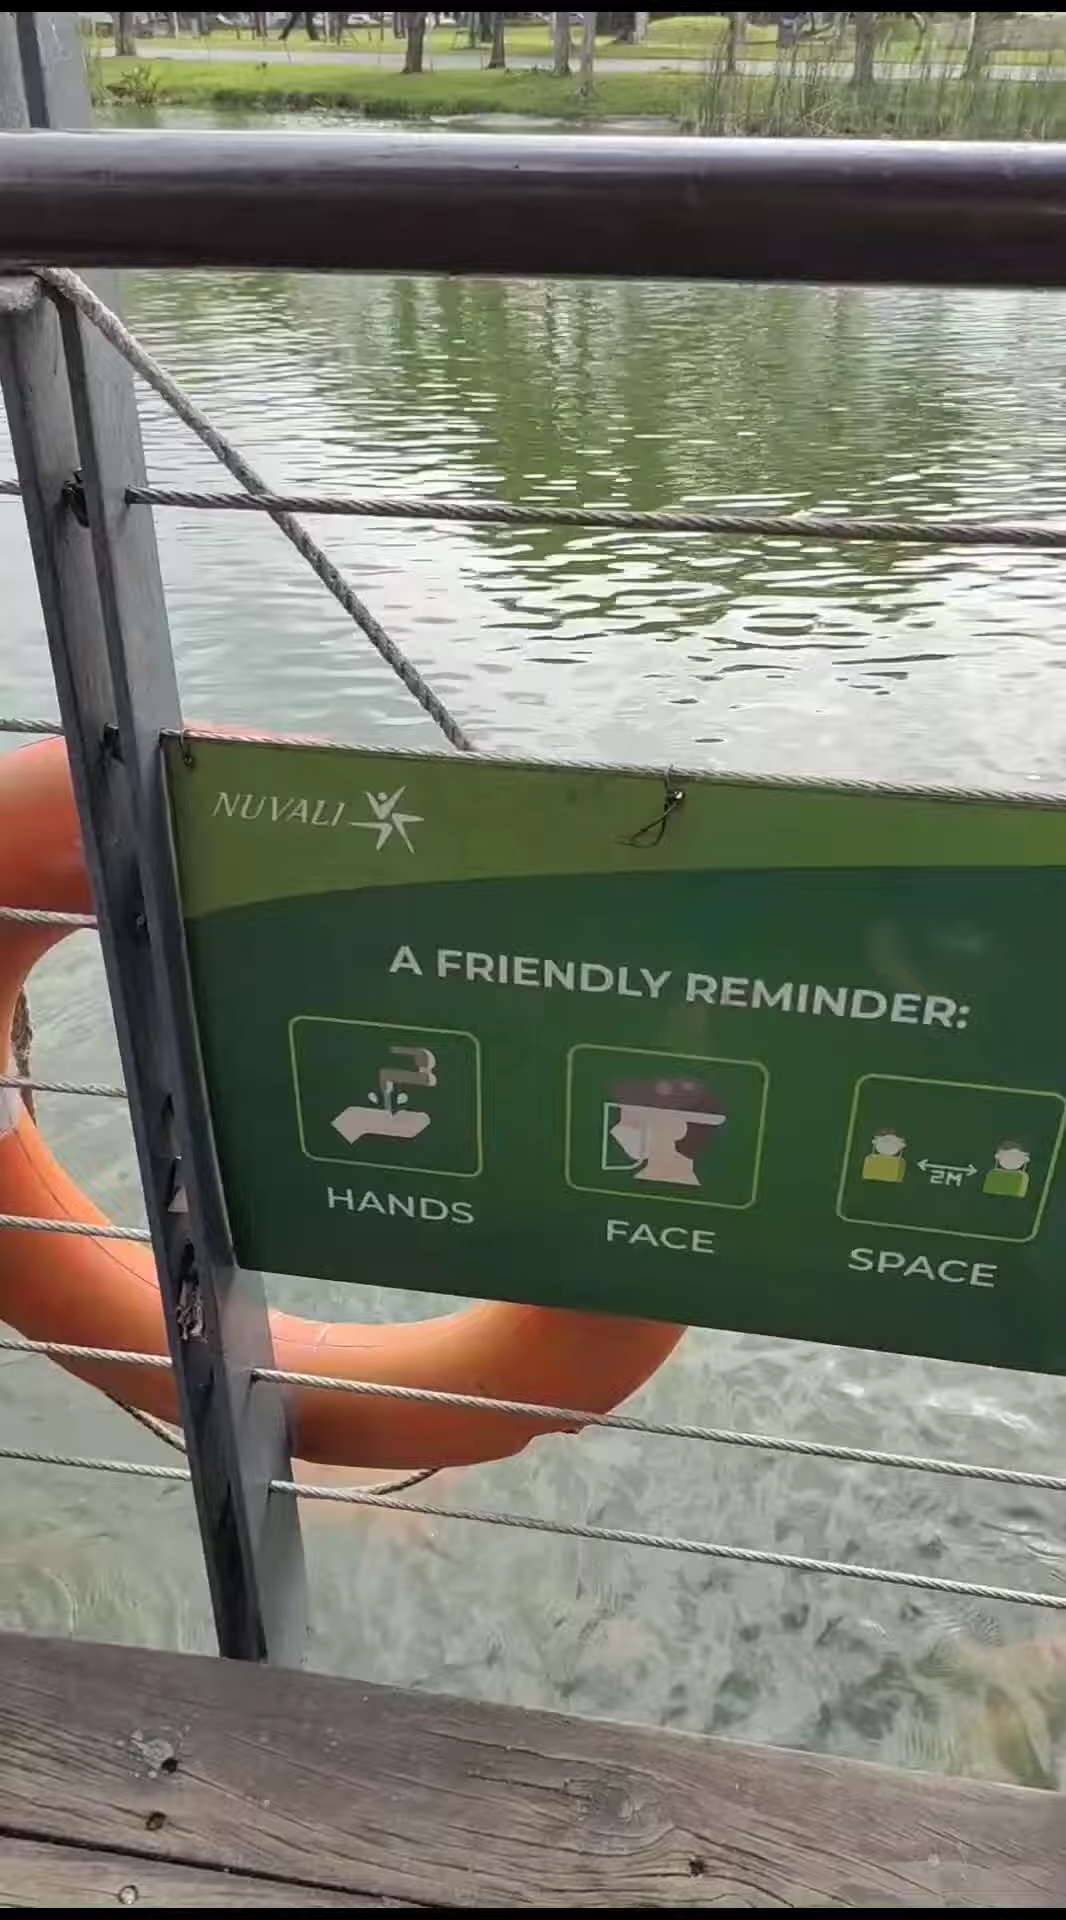 NUVALI
A FRIENDLY REMINDER:
2M
HANDS
FACE
SPACE